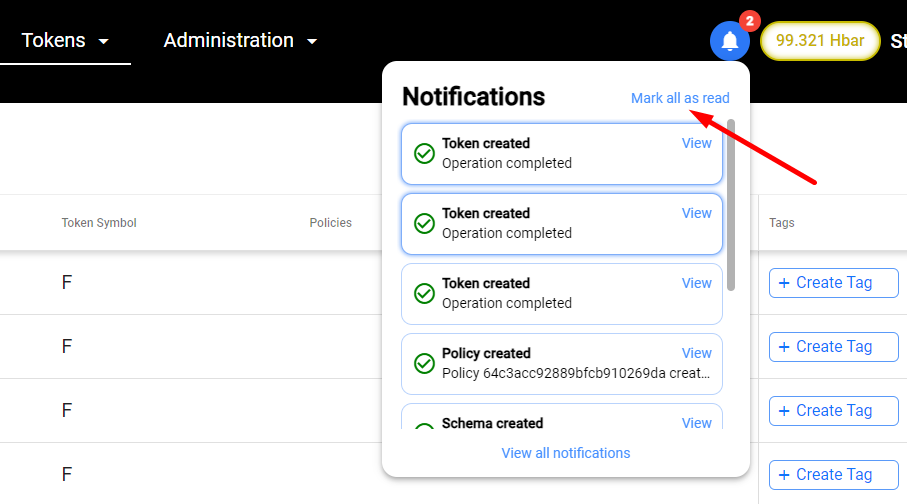 Tokens
Administration
2
99.321 Hbar
St
Notifications
Mark all as read
Token created
View
Operation completed
Token created
View
Operation completed
Token created
View
Operation completed
Policy created
View
Policy 64c3acc92889bfcb910269da creat...
Schema created
View
View all notifications
Token Symbol
Policies
Tags
F
+ Create Tag
F
+ Create Tag
F
+ Create Tag
F
+ Create Tag